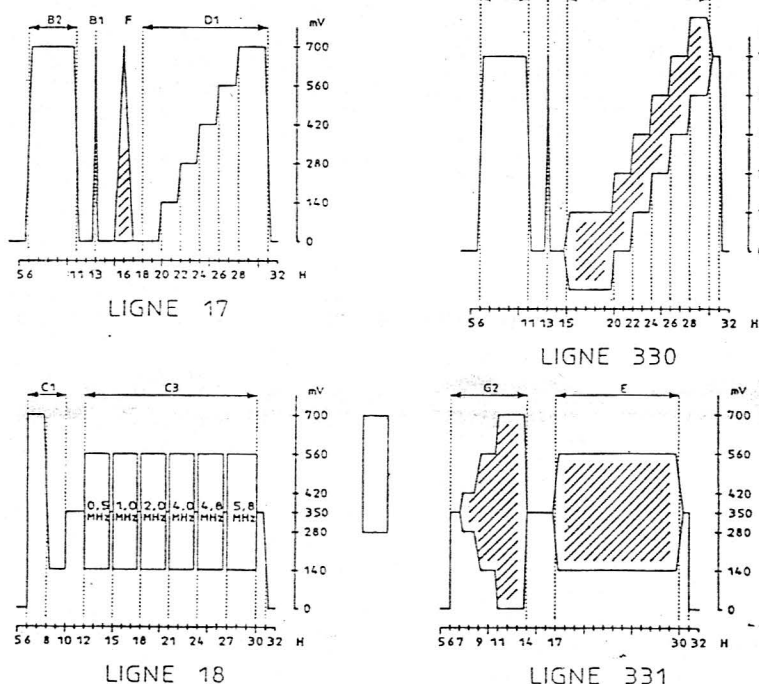 B2 B1 F D1 mV
700
560
420
280
140
0
5 6 11 13 16 18 20 22 24 26 28 32 H
LIGNE 17
5 6 11 13 15 20 22 24 26 28 32
LIGNE 330
C1 C3 mV
700
560
420
350
280
140
0
0,5 MHz 1,0 MHz 2,0 MHz 4,0 MHz 4,8 MHz 5,8 MHz
5 6 8 10 12 15 18 21 24 27 30 32 H
LIGNE 18
G2 E mV
700
560
420
350
280
140
0
5 6 7 9 11 14 17 30 32 H
LIGNE 331